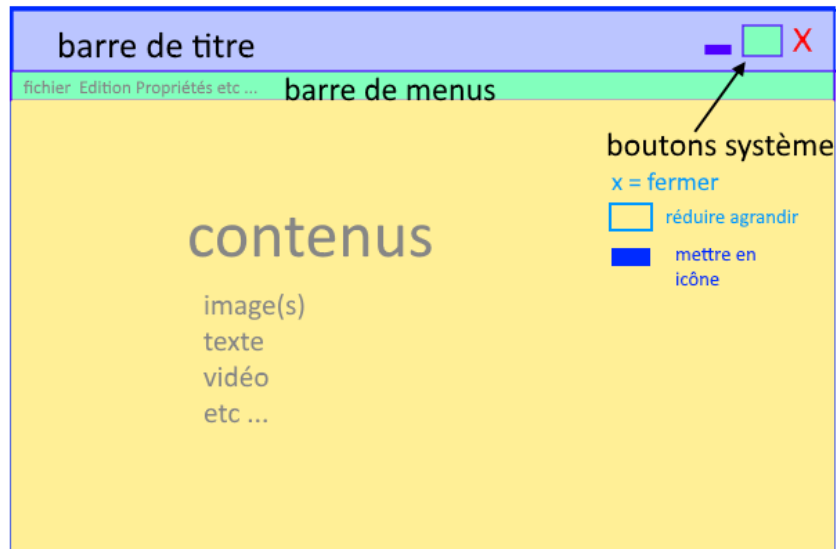 barre de titre
X
fichier Edition Propriétés etc ...
barre de menus
boutons système
x = fermer
réduire agrandir
mettre en
icône
contenus
image(s)
texte
vidéo
etc ...